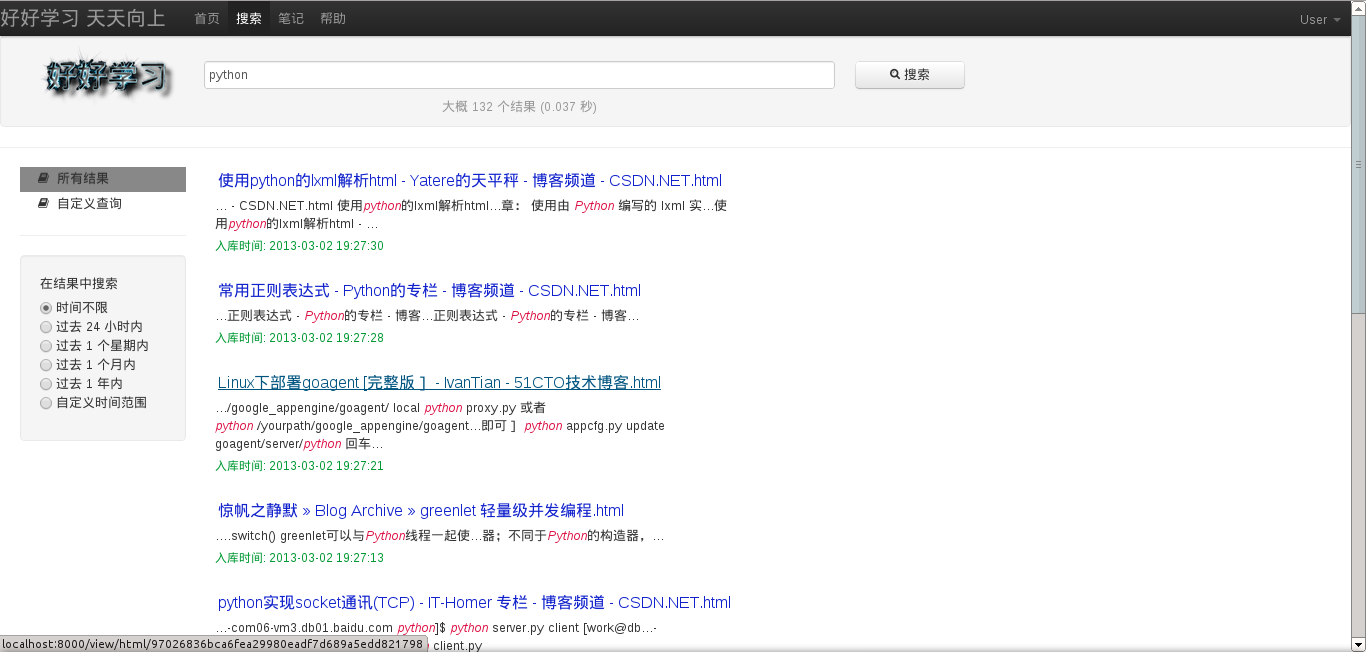 好好学习 天天向上 首页 搜索 笔记 帮助 User
好好学习
python
搜索
大概 132 个结果 (0.037 秒)
所有结果
自定义查询
在结果中搜索
时间不限
过去 24 小时内
过去 1 个星期内
过去 1 个月内
过去 1 年内
自定义时间范围
使用python的lxml解析html - Yatere的天平秤 - 博客频道 - CSDN.NET.html
... - CSDN.NET.html 使用python的lxml解析html...章： 使用由 Python 编写的 lxml 实...使
用python的lxml解析html - ...
入库时间: 2013-03-02 19:27:30
常用正则表达式 - Python的专栏 - 博客频道 - CSDN.NET.html
...正则表达式 - Python的专栏 - 博客...正则表达式 - Python的专栏 - 博客...
入库时间: 2013-03-02 19:27:28
Linux下部署goagent [完整版 ］ - IvanTian - 51CTO技术博客.html
.../google_appengine/goagent/ local python proxy.py 或者
python /yourpath/google_appengine/goagent...即可 ］ python appcfg.py update
goagent/server/python 回车...
入库时间: 2013-03-02 19:27:21
惊帆之静默 » Blog Archive » greenlet 轻量级并发编程.html
....switch() greenlet可以与Python线程一起使...器；不同于Python的构造器，...
入库时间: 2013-03-02 19:27:13
python实现socket通讯(TCP) - IT-Homer 专栏 - 博客频道 - CSDN.NET.html
...-com06-vm3.db01.baidu.com python]$ python server.py client [work@db...-
client.py
localhost:8000/view/html/97026836bca6fea29980eadf7d689a5edd821798